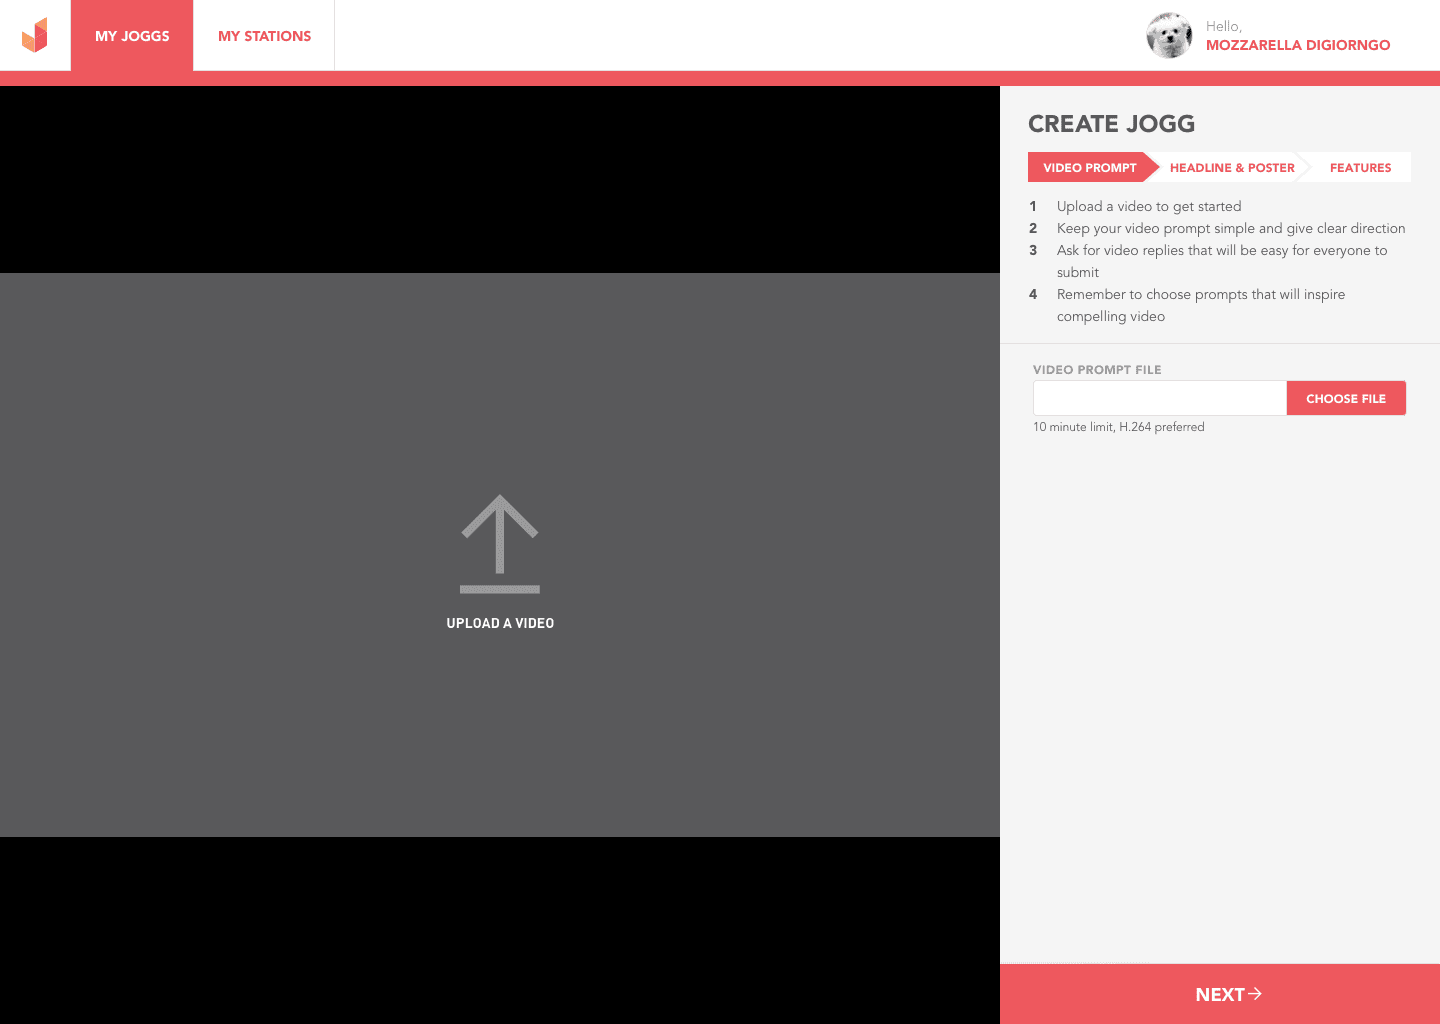 MY JOGGS
MY STATIONS
Hello,
MOZZARELLA DIGIORNGO
CREATE JOGG
VIDEO PROMPT
HEADLINE & POSTER
FEATURES
1 Upload a video to get started
2 Keep your video prompt simple and give clear direction
3 Ask for video replies that will be easy for everyone to
submit
4 Remember to choose prompts that will inspire
compelling video
VIDEO PROMPT FILE
CHOOSE FILE
10 minute limit, H.264 preferred
UPLOAD A VIDEO
NEXT→